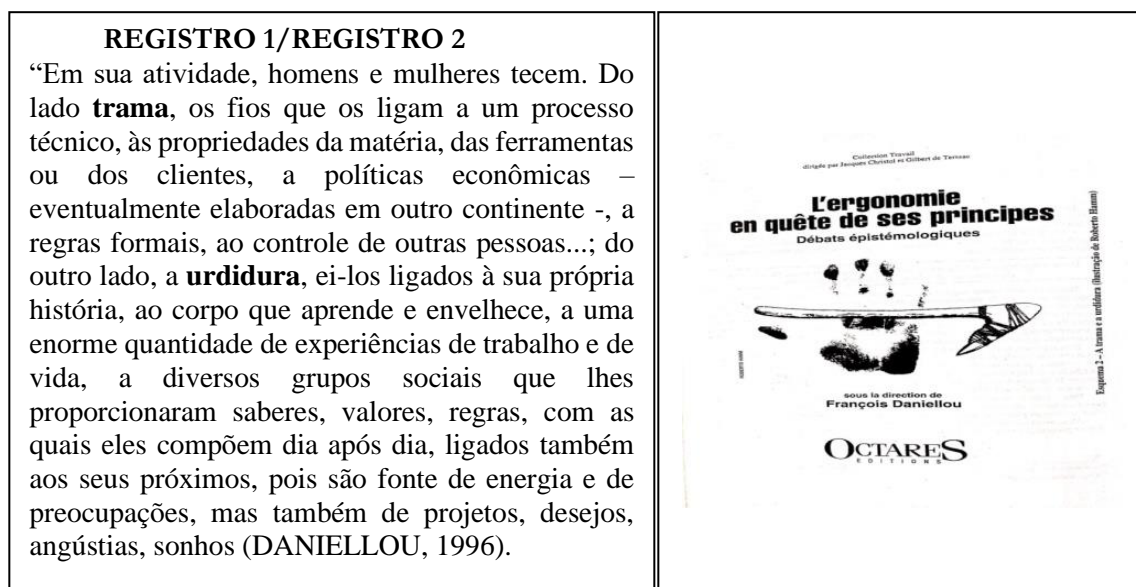 REGISTRO 1/REGISTRO 2
“Em sua atividade, homens e mulheres tecem. Do
lado trama, os fios que os ligam a um processo
técnico, às propriedades da matéria, das ferramentas
ou dos clientes, a políticas econômicas –
eventualmente elaboradas em outro continente -, a
regras formais, ao controle de outras pessoas...; do
outro lado, a urdidura, ei-los ligados à sua própria
história, ao corpo que aprende e envelhece, a uma
enorme quantidade de experiências de trabalho e de
vida, a diversos grupos sociais que lhes
proporcionaram saberes, valores, regras, com as
quais eles compõem dia após dia, ligados também
aos seus próximos, pois são fonte de energia e de
preocupações, mas também de projetos, desejos,
angústias, sonhos (DANIELLOU, 1996).
Collection Travail
dirigée par Jacques Christol et Gilbert de Terssac
L'ergonomie
en quête de ses principes
Débats épistémologiques
sous la direction de
François Daniellou
OCTARES
EDITIONS
Esquema 2 – A trama e a urdidura (ilustração de Roberto Hamm)